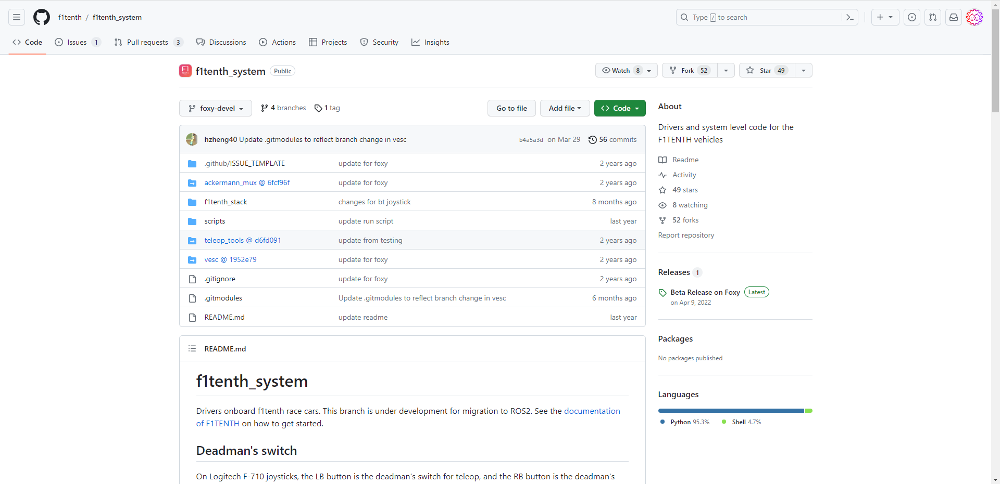 f1tenth / f1tenth_system
Type / to search
Code
Issues 1
Pull requests 3
Discussions
Actions
Projects
Security
Insights
F1
TENTH
f1tenth_system Public
Watch 8
Fork 52
Star 49
foxy-devel
4 branches
1 tag
Go to file
Add file
Code
hzheng40 Update .gitmodules to reflect branch change in vesc b4a5a3d on Mar 29 56 commits
.github/ISSUE_TEMPLATE update for foxy 2 years ago
ackermann_mux @ 6fcf96f update for foxy 2 years ago
f1tenth_stack changes for bt joystick 8 months ago
scripts update run script last year
teleop_tools @ d6fd091 update from testing 2 years ago
vesc @ 1952e79 update for foxy 2 years ago
.gitignore update for foxy 2 years ago
.gitmodules Update .gitmodules to reflect branch change in vesc 6 months ago
README.md update readme last year
README.md
f1tenth_system
Drivers onboard f1tenth race cars. This branch is under development for migration to ROS2. See the documentation
of F1TENTH on how to get started.
Deadman's switch
On Logitech F-710 joysticks, the LB button is the deadman's switch for teleop, and the RB button is the deadman's
About
Drivers and system level code for the
F1TENTH vehicles
Readme
Activity
49 stars
8 watching
52 forks
Report repository
Releases 1
Beta Release on Foxy Latest
on Apr 9, 2022
Packages
No packages published
Languages
Python 95.3% Shell 4.7%